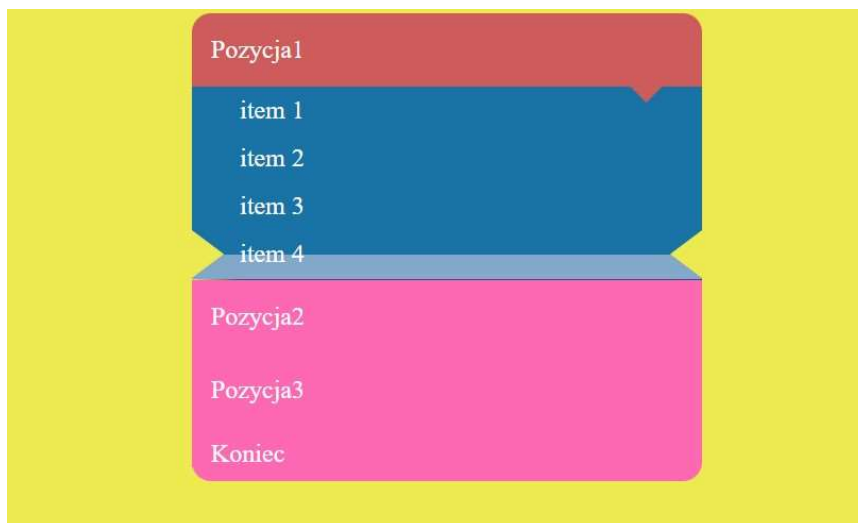 Pozycja1
item 1
item 2
item 3
item 4
Pozycja2
Pozycja3
Koniec